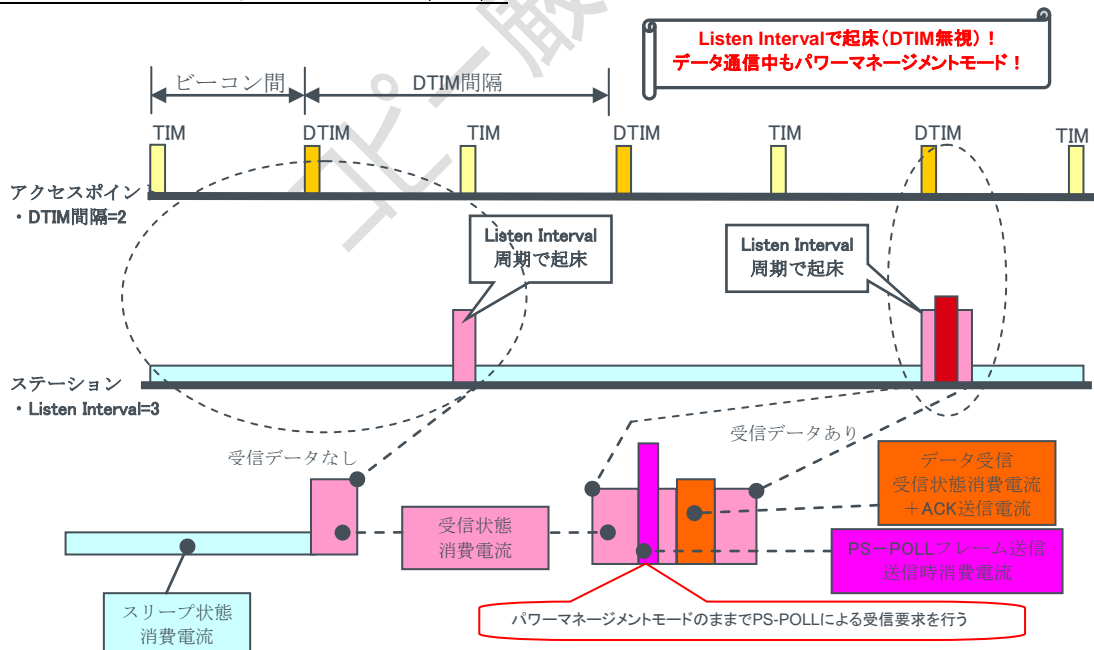 Listen Intervalで起床（DTIM無視）！
データ通信中もパワーマネージメントモード！
ビーコン間
DTIM間隔
TIM
DTIM
TIM
DTIM
TIM
DTIM
TIM
アクセスポイン
・DTIM間隔=2
Listen Interval
周期で起床
Listen Interval
周期で起床
ステーション
・Listen Interval=3
受信データなし
受信データあり
データ受信
受信状態消費電流
＋ACK送信電流
受信状態
消費電流
PS－POLLフレーム送信
送信時消費電流
スリープ状態
消費電流
パワーマネージメントモードのままでPS-POLLによる受信要求を行う